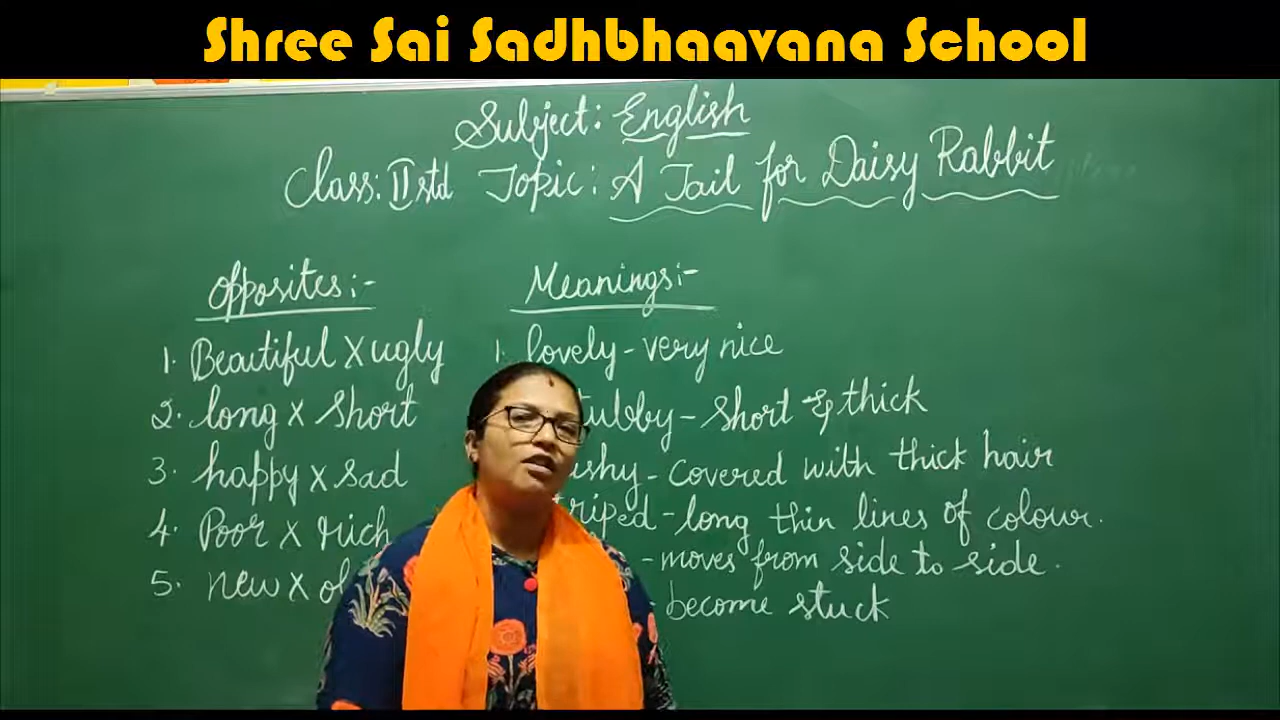 Shree Sai Sadhbhaavana School
Subject: English
Class: II std Topic: A Tail for Daisy Rabbit
Opposites:-
1. Beautiful X ugly
2. long X short
3. happy X sad
4. Poor X rich
5. new X
Meanings:-
1. lovely - very nice
- short & thick
- covered with thick hair
- long thin lines of colour.
- moves from side to side.
- become stuck